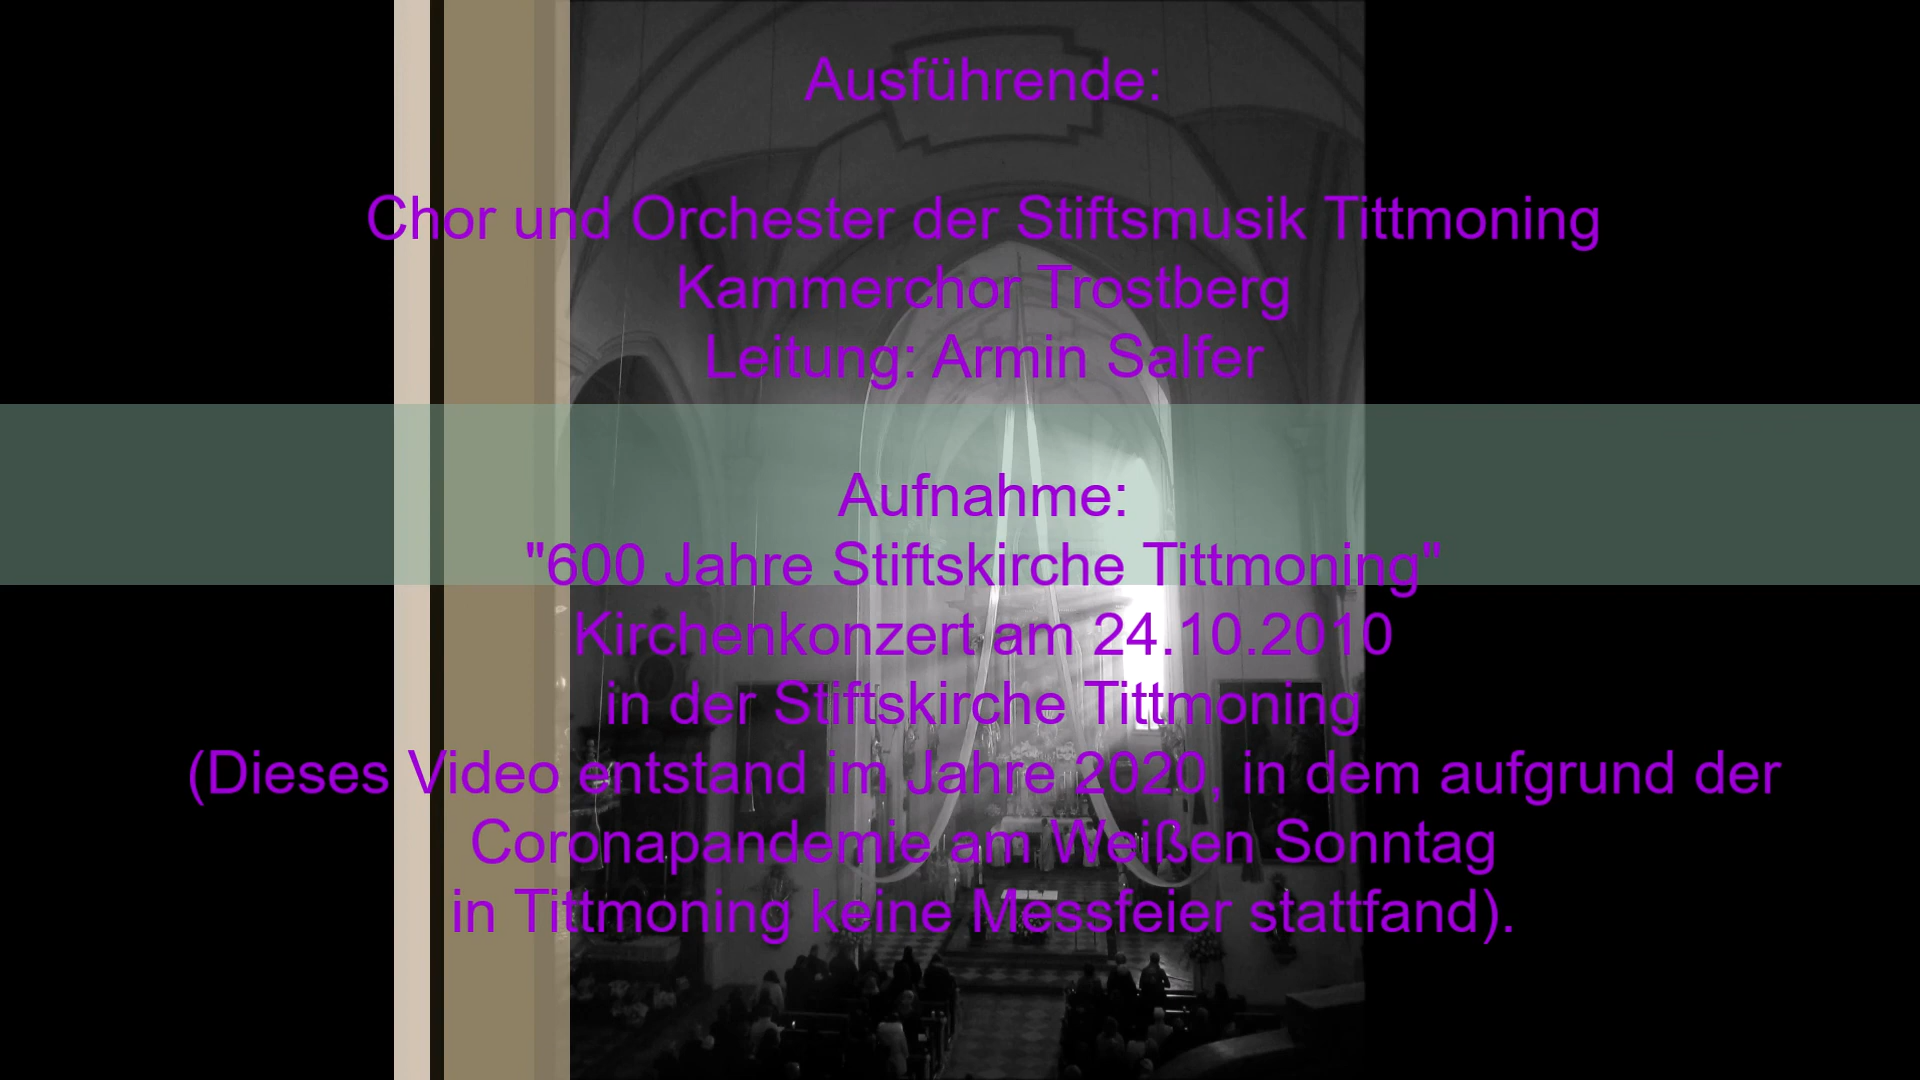 Ausführende:
Chor und Orchester der Stiftsmusik Tittmoning
Kammerchor Trostberg
Leitung: Armin Salfer
Aufnahme:
"600 Jahre Stiftskirche Tittmoning"
Kirchenkonzert am 24.10.2010
in der Stiftskirche Tittmoning
(Dieses Video entstand im Jahre 2020, in dem aufgrund der
Coronapandemie am Weißen Sonntag
in Tittmoning keine Messfeier stattfand).